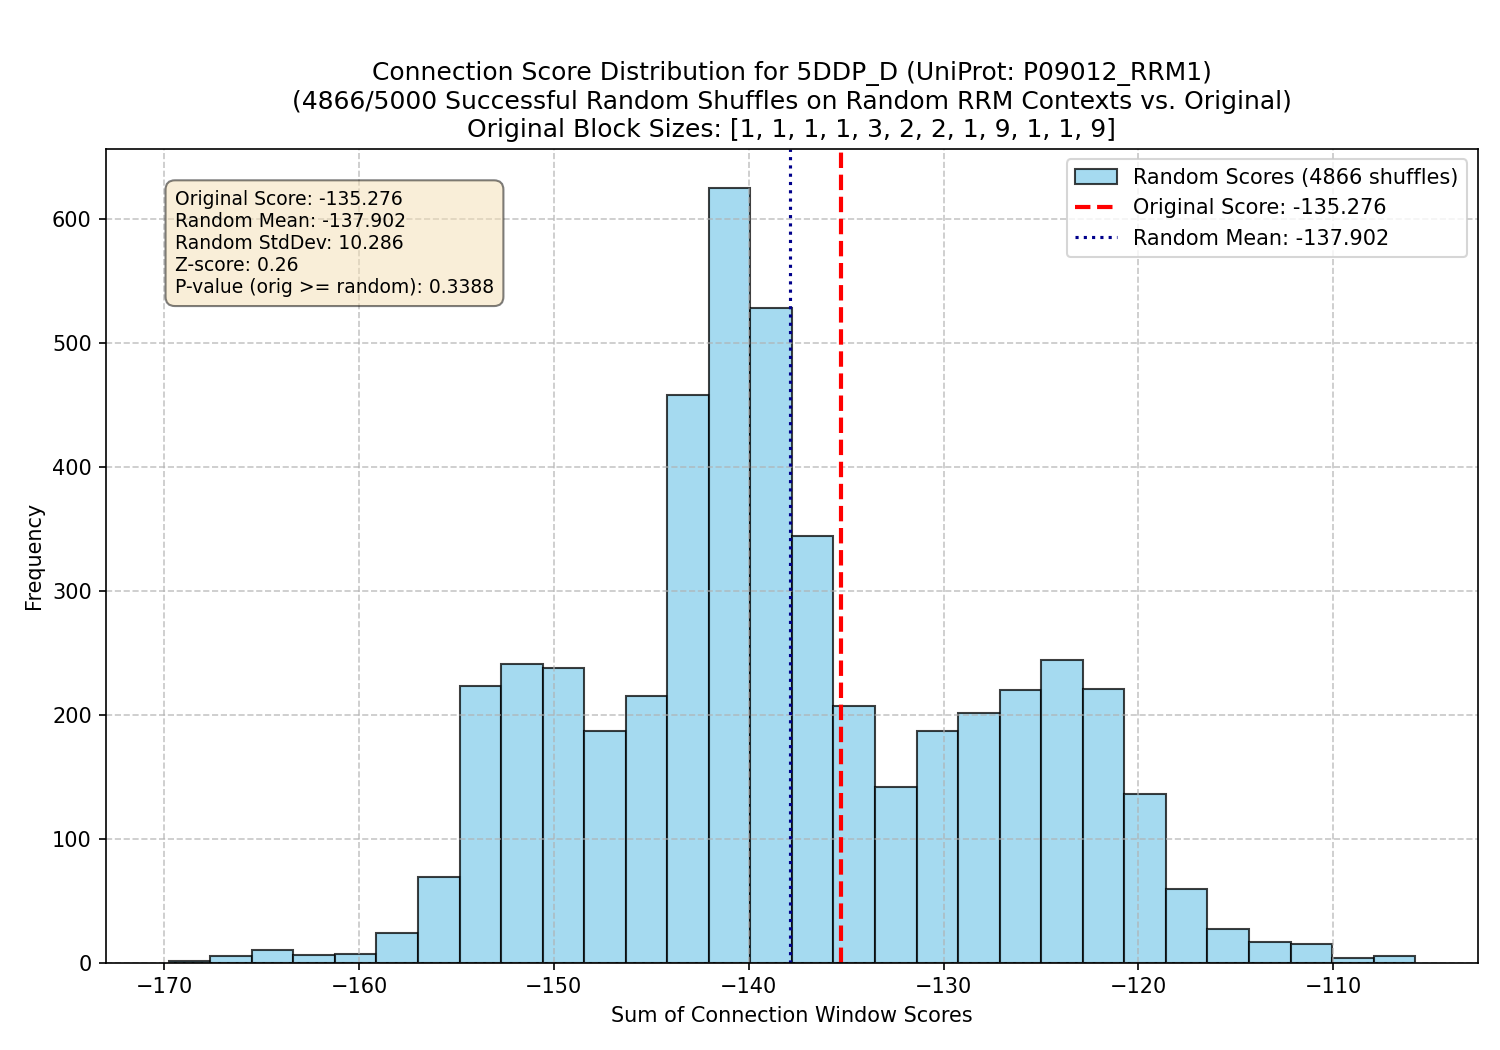 Connection Score Distribution for 5DDP_D (UniProt: P09012_RRM1)
(4866/5000 Successful Random Shuffles on Random RRM Contexts vs. Original)
Original Block Sizes: [1, 1, 1, 1, 3, 2, 2, 1, 9, 1, 1, 9]
Original Score: -135.276
Random Mean: -137.902
Random StdDev: 10.286
Z-score: 0.26
P-value (orig >= random): 0.3388
Random Scores (4866 shuffles)
Original Score: -135.276
Random Mean: -137.902
Frequency
600
500
400
300
200
100
0
−170 −160 −150 −140 −130 −120 −110
Sum of Connection Window Scores